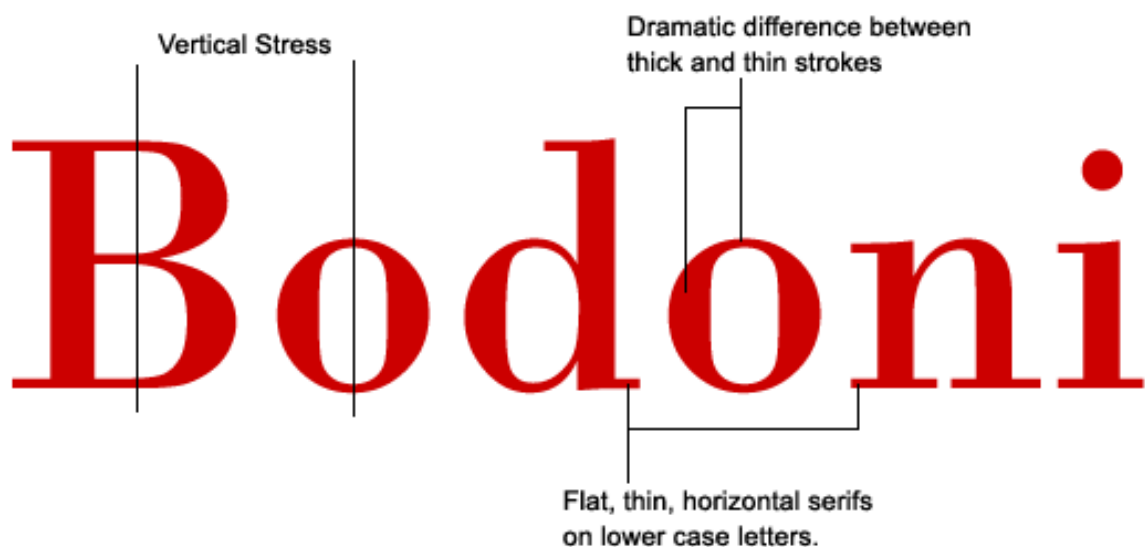 Vertical Stress
Dramatic difference between
thick and thin strokes
Bodoni
Flat, thin, horizontal serifs
on lower case letters.